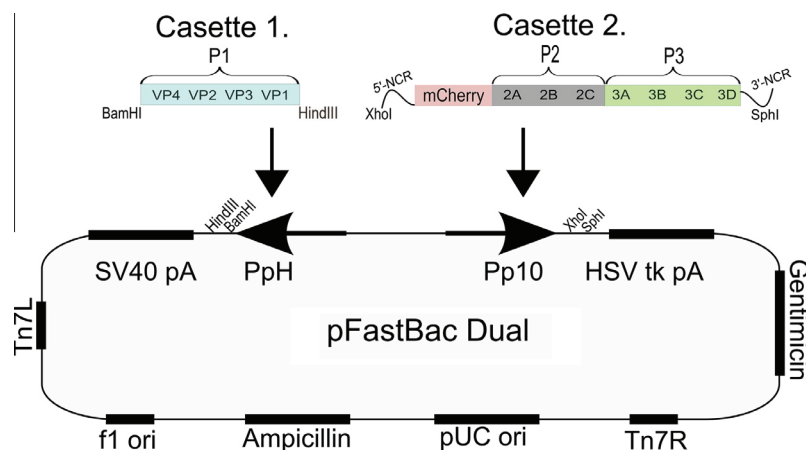 Casette 1.
P1
VP4 VP2 VP3 VP1
BamHI
HindIII
Casette 2.
P2
P3
5'-NCR
XhoI
mCherry
2A 2B 2C
3A 3B 3C 3D
3'-NCR
SphI
HindIII
BamHI
XhoI
SphI
SV40 pA
PpH
Pp10
HSV tk pA
Tn7L
pFastBac Dual
Gentimicin
f1 ori
Ampicillin
pUC ori
Tn7R